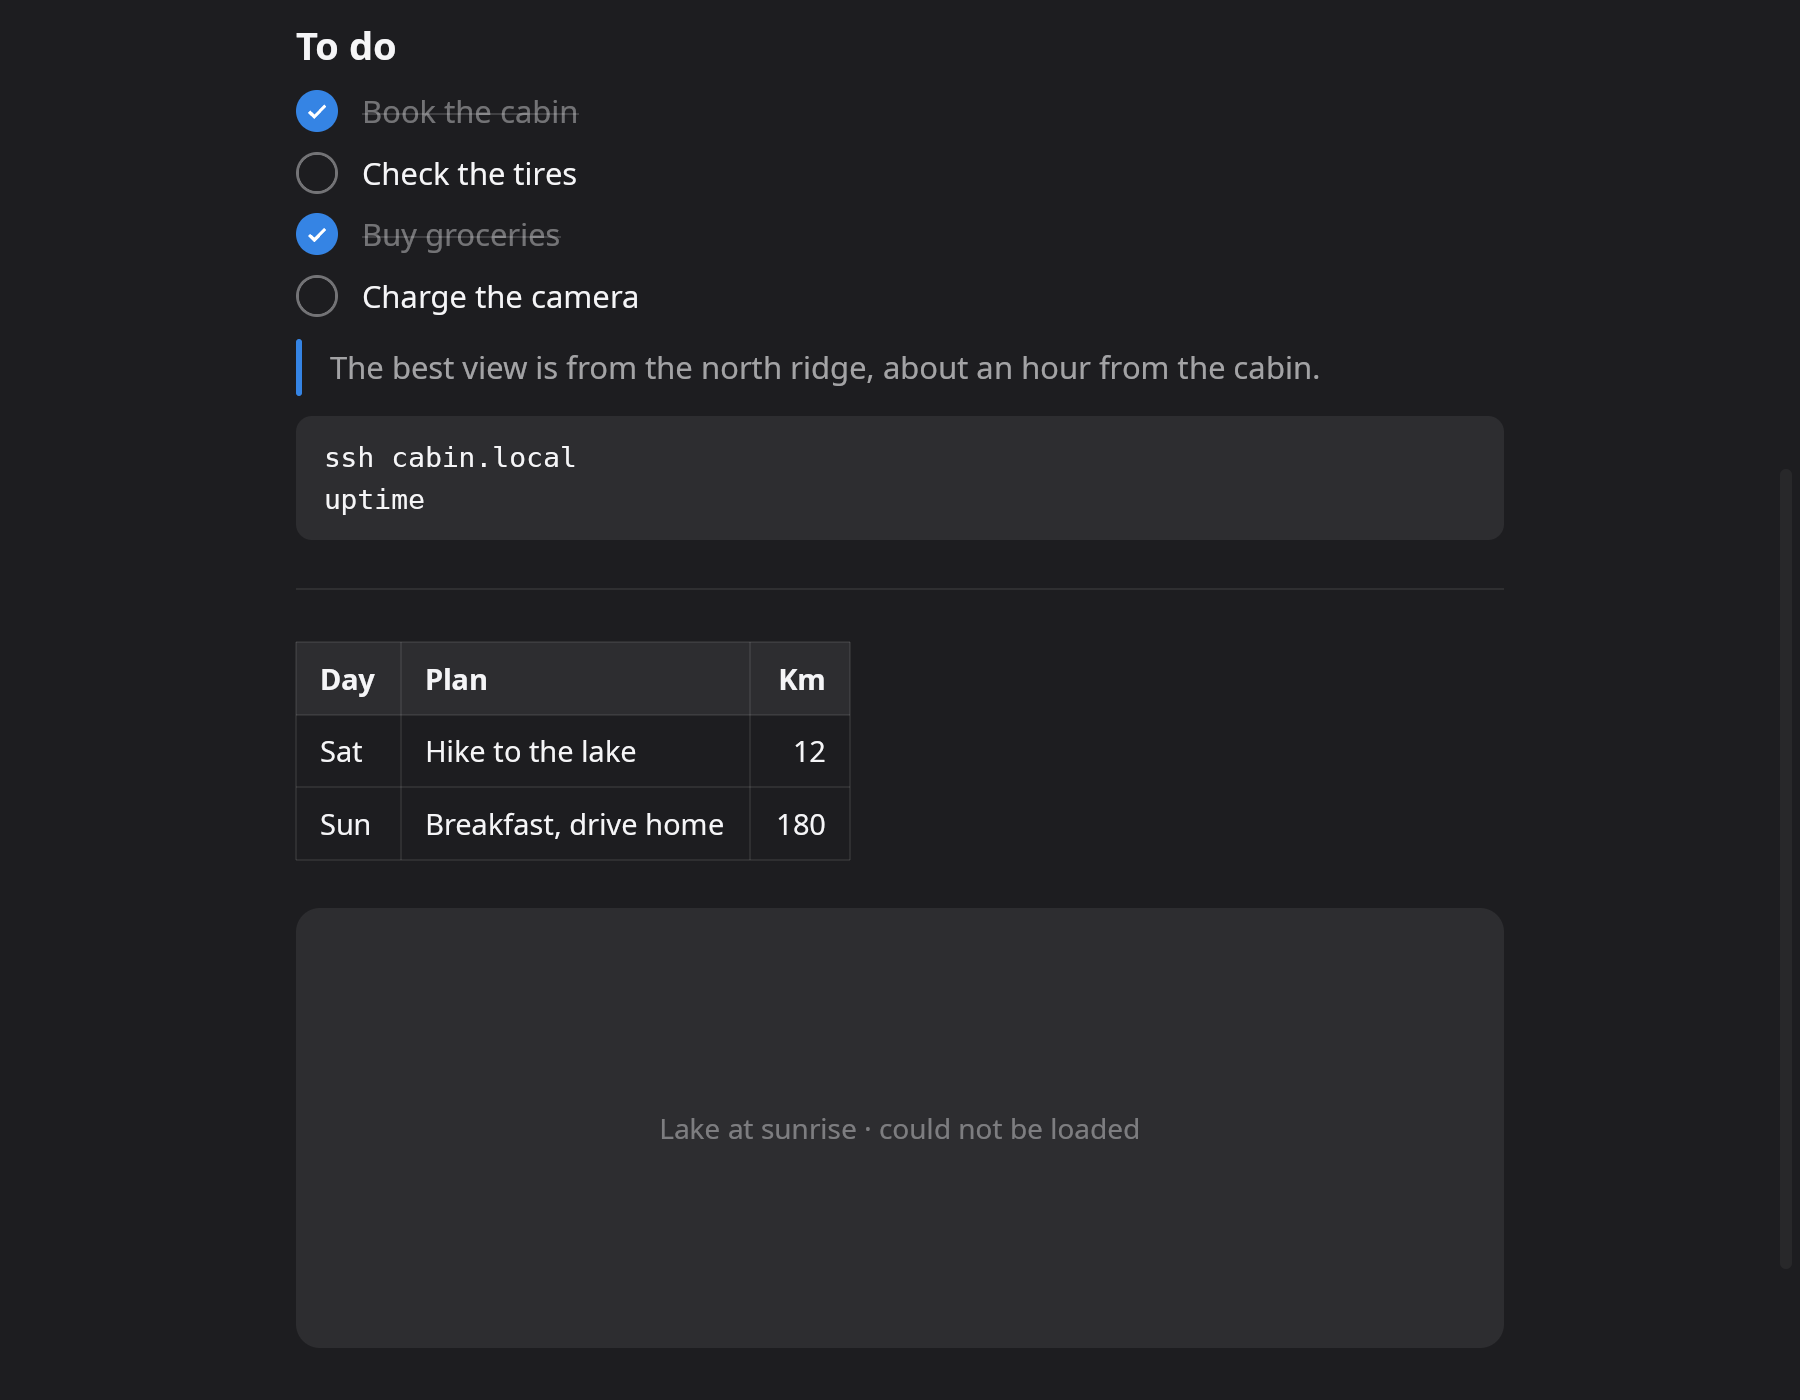 To do
Book the cabin
Check the tires
Buy groceries
Charge the camera
The best view is from the north ridge, about an hour from the cabin.
ssh cabin.local
uptime
Day Plan Km
Sat Hike to the lake 12
Sun Breakfast, drive home 180
Lake at sunrise · could not be loaded